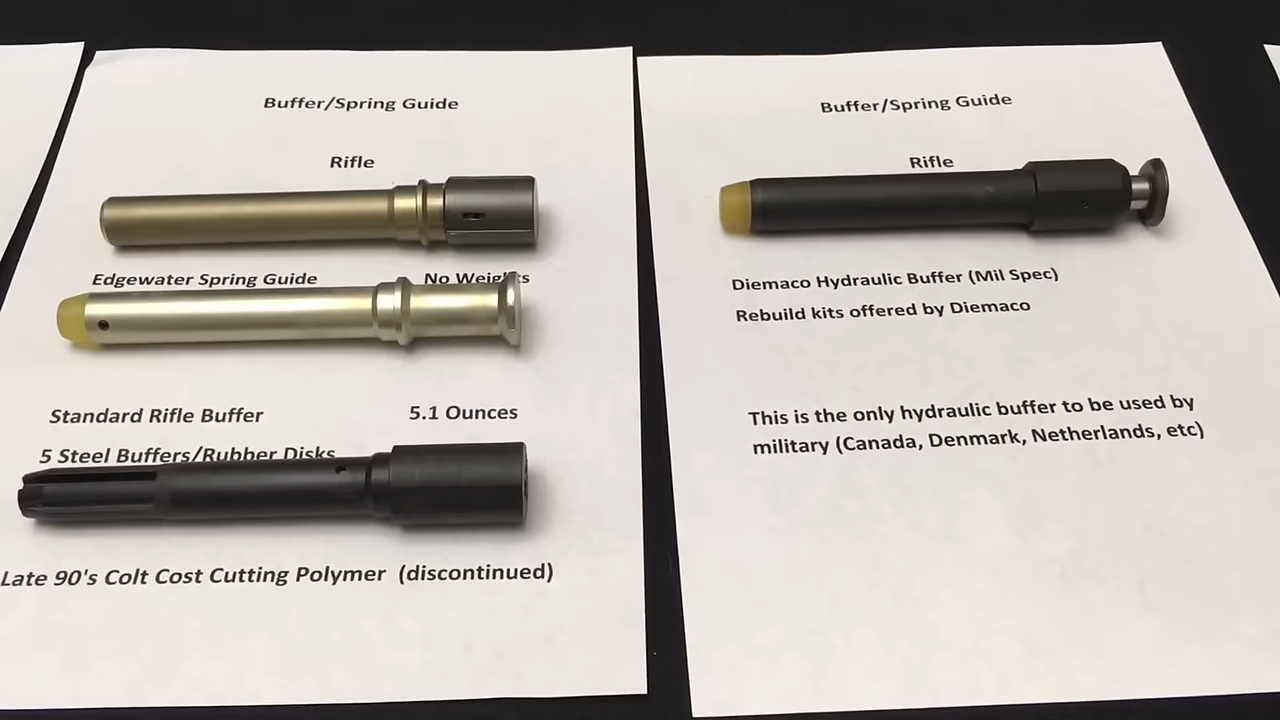 Buffer/Spring Guide
Rifle
Edgewater Spring Guide No Weights
Standard Rifle Buffer 5.1 Ounces
5 Steel Buffers/Rubber Disks
Late 90's Colt Cost Cutting Polymer (discontinued)
Buffer/Spring Guide
Rifle
Diemaco Hydraulic Buffer (Mil Spec)
Rebuild kits offered by Diemaco
This is the only hydraulic buffer to be used by
military (Canada, Denmark, Netherlands, etc)